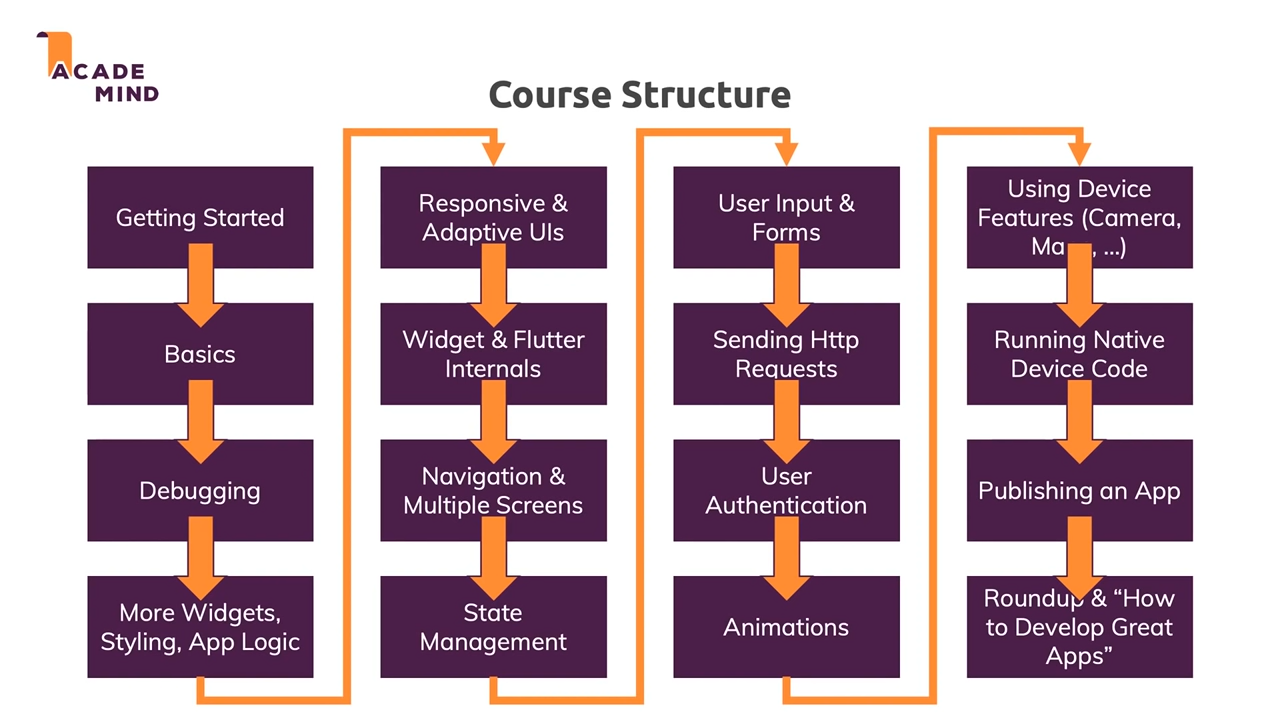 ACADE
MIND
Course Structure
Getting Started
Basics
Debugging
More Widgets,
Styling, App Logic
Responsive &
Adaptive UIs
Widget & Flutter
Internals
Navigation &
Multiple Screens
State
Management
User Input &
Forms
Sending Http
Requests
User
Authentication
Animations
Using Device
Features (Camera,
, ...)
Running Native
Device Code
Publishing an App
Roundup & “How
to Develop Great
Apps”